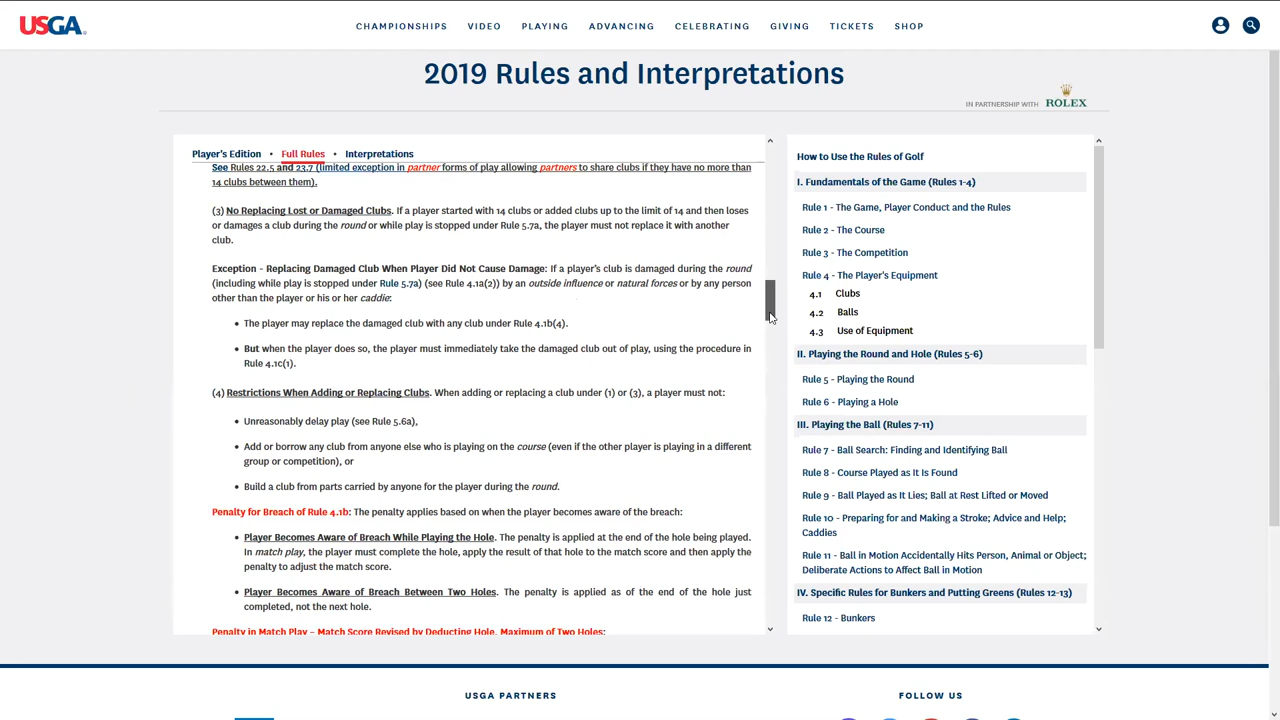 USGA
CHAMPIONSHIPS VIDEO PLAYING ADVANCING CELEBRATING GIVING TICKETS SHOP
2019 Rules and Interpretations
IN PARTNERSHIP WITH ROLEX
Player's Edition • Full Rules • Interpretations
See Rules 22.5 and 23.7 (limited exception in partner forms of play allowing partners to share clubs if they have no more than
14 clubs between them).
(3) No Replacing Lost or Damaged Clubs. If a player started with 14 clubs or added clubs up to the limit of 14 and then loses
or damages a club during the round or while play is stopped under Rule 5.7a, the player must not replace it with another
club.
Exception - Replacing Damaged Club When Player Did Not Cause Damage: If a player's club is damaged during the round
(including while play is stopped under Rule 5.7a) (see Rule 4.1a(2)) by an outside influence or natural forces or by any person
other than the player or his or her caddie:
• The player may replace the damaged club with any club under Rule 4.1b(4).
• But when the player does so, the player must immediately take the damaged club out of play, using the procedure in
Rule 4.1c(1).
(4) Restrictions When Adding or Replacing Clubs. When adding or replacing a club under (1) or (3), a player must not:
• Unreasonably delay play (see Rule 5.6a),
• Add or borrow any club from anyone else who is playing on the course (even if the other player is playing in a different
group or competition), or
• Build a club from parts carried by anyone for the player during the round.
Penalty for Breach of Rule 4.1b: The penalty applies based on when the player becomes aware of the breach:
• Player Becomes Aware of Breach While Playing the Hole. The penalty is applied at the end of the hole being played.
In match play, the player must complete the hole, apply the result of that hole to the match score and then apply the
penalty to adjust the match score.
• Player Becomes Aware of Breach Between Two Holes. The penalty is applied as of the end of the hole just
completed, not the next hole.
Penalty in Match Play – Match Score Revised by Deducting Hole, Maximum of Two Holes:
How to Use the Rules of Golf
I. Fundamentals of the Game (Rules 1-4)
Rule 1 - The Game, Player Conduct and the Rules
Rule 2 - The Course
Rule 3 - The Competition
Rule 4 - The Player's Equipment
4.1 Clubs
4.2 Balls
4.3 Use of Equipment
II. Playing the Round and Hole (Rules 5-6)
Rule 5 - Playing the Round
Rule 6 - Playing a Hole
III. Playing the Ball (Rules 7-11)
Rule 7 - Ball Search: Finding and Identifying Ball
Rule 8 - Course Played as It Is Found
Rule 9 - Ball Played as It Lies; Ball at Rest Lifted or Moved
Rule 10 - Preparing for and Making a Stroke; Advice and Help;
Caddies
Rule 11 - Ball in Motion Accidentally Hits Person, Animal or Object;
Deliberate Actions to Affect Ball in Motion
IV. Specific Rules for Bunkers and Putting Greens (Rules 12-13)
Rule 12 - Bunkers
USGA PARTNERS
FOLLOW US